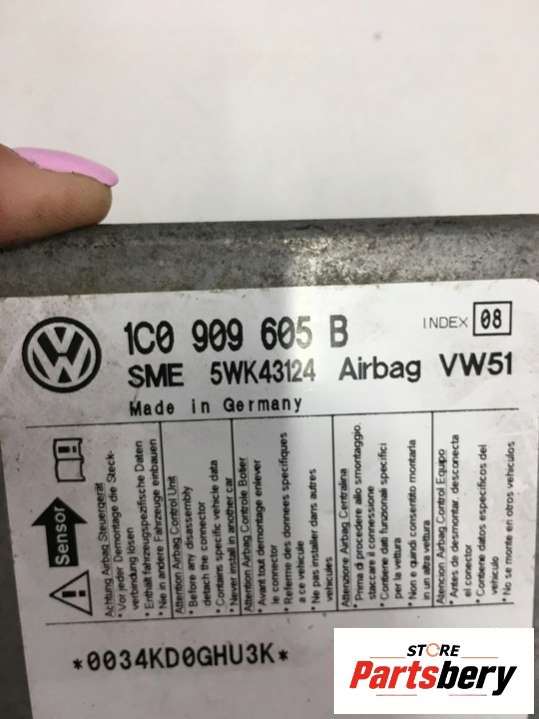 1C0 909 605 B INDEX 08
SME 5WK43124 Airbag VW51
Made in Germany
Sensor
Achtung Airbag Steuergerät
* Vor jeder Demontage die Steck-
verbindung lösen
* Enthält fahrzeugspezifische Daten
* Nie in andere Fahrzeuge einbauen
Attention Airbag Control Unit
* Before any disassembly
detach the connector
* Contains specific vehicle data
* Never install in another car
Attention Airbag Controle Boitier
* Avant tout demontage enlever
le connector
* Referme des donnees specifiques
a ce vehicule
* Ne pas installer dans autres
vehicules
Attenzione Airbag Centralina
* Prima di procedere allo smontaggio,
staccare il connessione
* Contiene dati funzionali specifici
per la vettura
* Non e quindi consentito montarla
in un altra vettura
Atencion Airbag Control Equipo
* Antes de desmontar, desconecta
el conector
* Contiene datos especificos del
vehiculo
* No se monte en otros vehiculos
*0034KD0GHU3K*
STORE
Partsbery